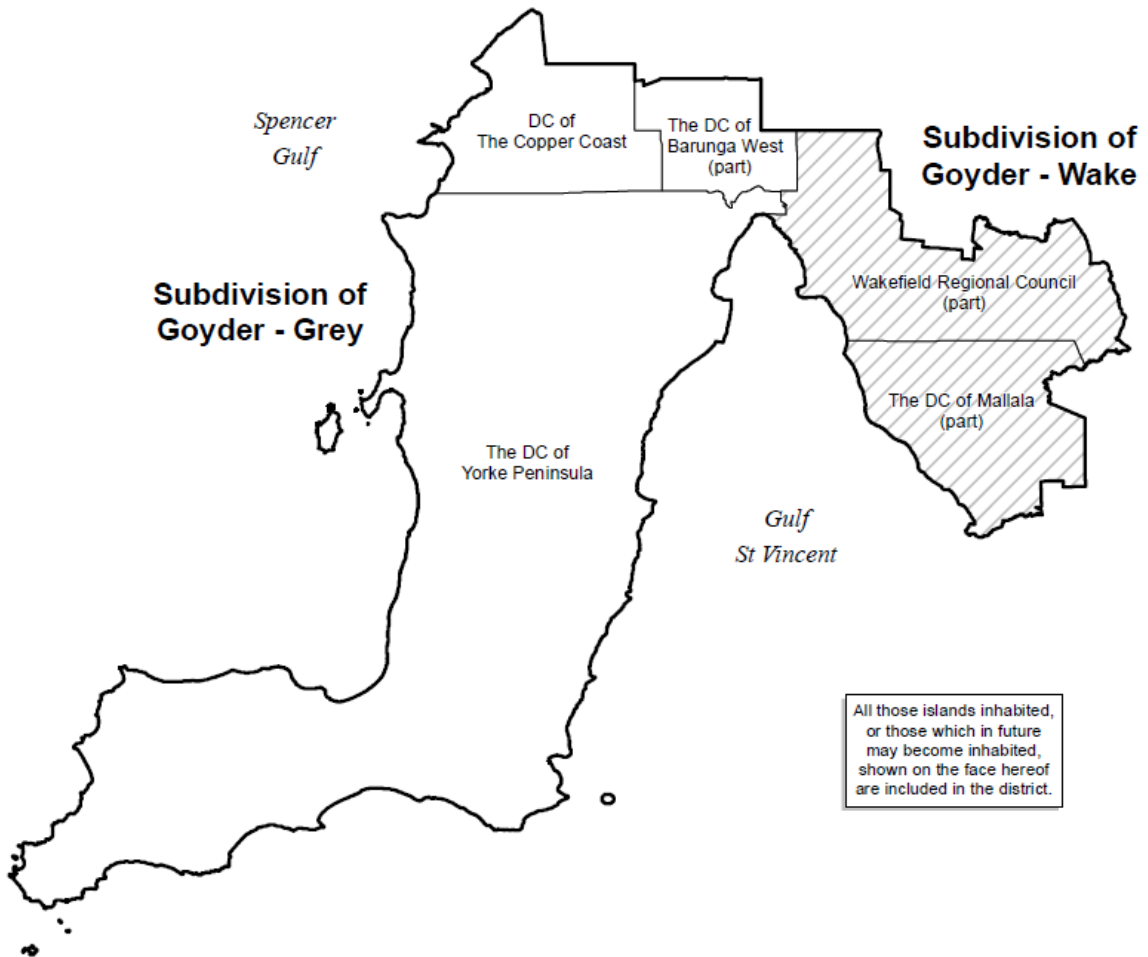 Spencer
Gulf
DC of
The Copper Coast
The DC of
Barunga West
(part)
Subdivision of
Goyder - Wake
Subdivision of
Goyder - Grey
Wakefield Regional Council
(part)
The DC of Mallala
(part)
The DC of
Yorke Peninsula
Gulf
St Vincent
All those islands inhabited,
or those which in future
may become inhabited,
shown on the face hereof
are included in the district.